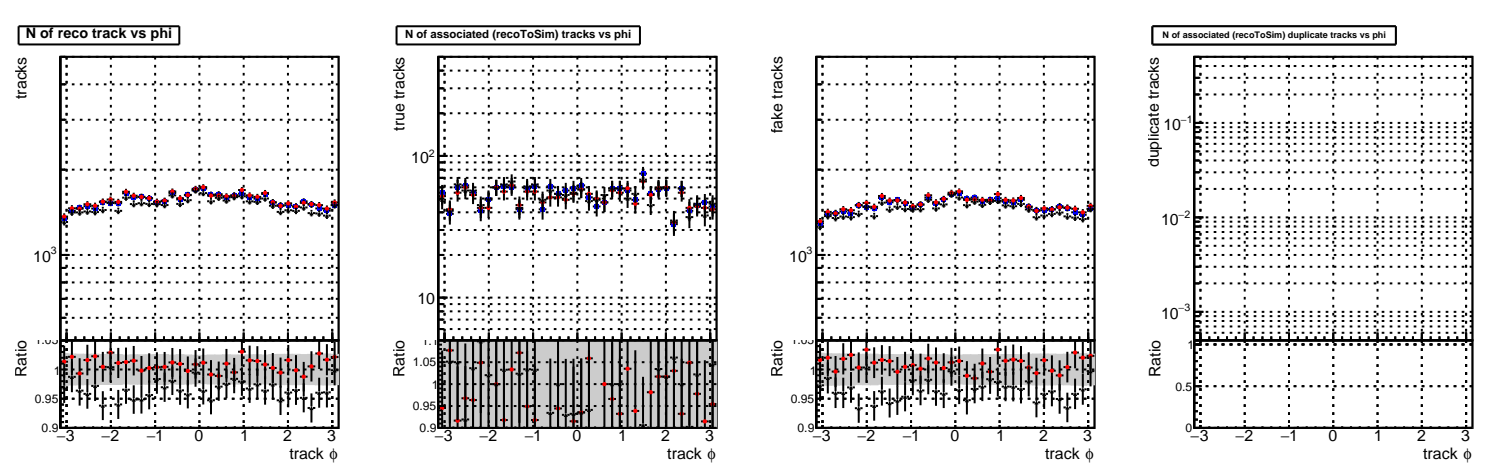 N of reco track vs phi
N of associated (recoToSim) tracks vs phi
N of associated (recoToSim) duplicate tracks vs phi
tracks
true tracks
fake tracks
duplicate tracks
10³
10²
10
10³
10⁻¹
10⁻²
10⁻³
Ratio
1
0.95
0.9
Ratio
1.05
1
0.95
0.9
Ratio
1
0.95
0.9
Ratio
1
0.5
0
−3 −2 −1 0 1 2 3
−3 −2 −1 0 1 2 3
−3 −2 −1 0 1 2 3
−3 −2 −1 0 1 2 3
track ϕ
track ϕ
track ϕ
track ϕ